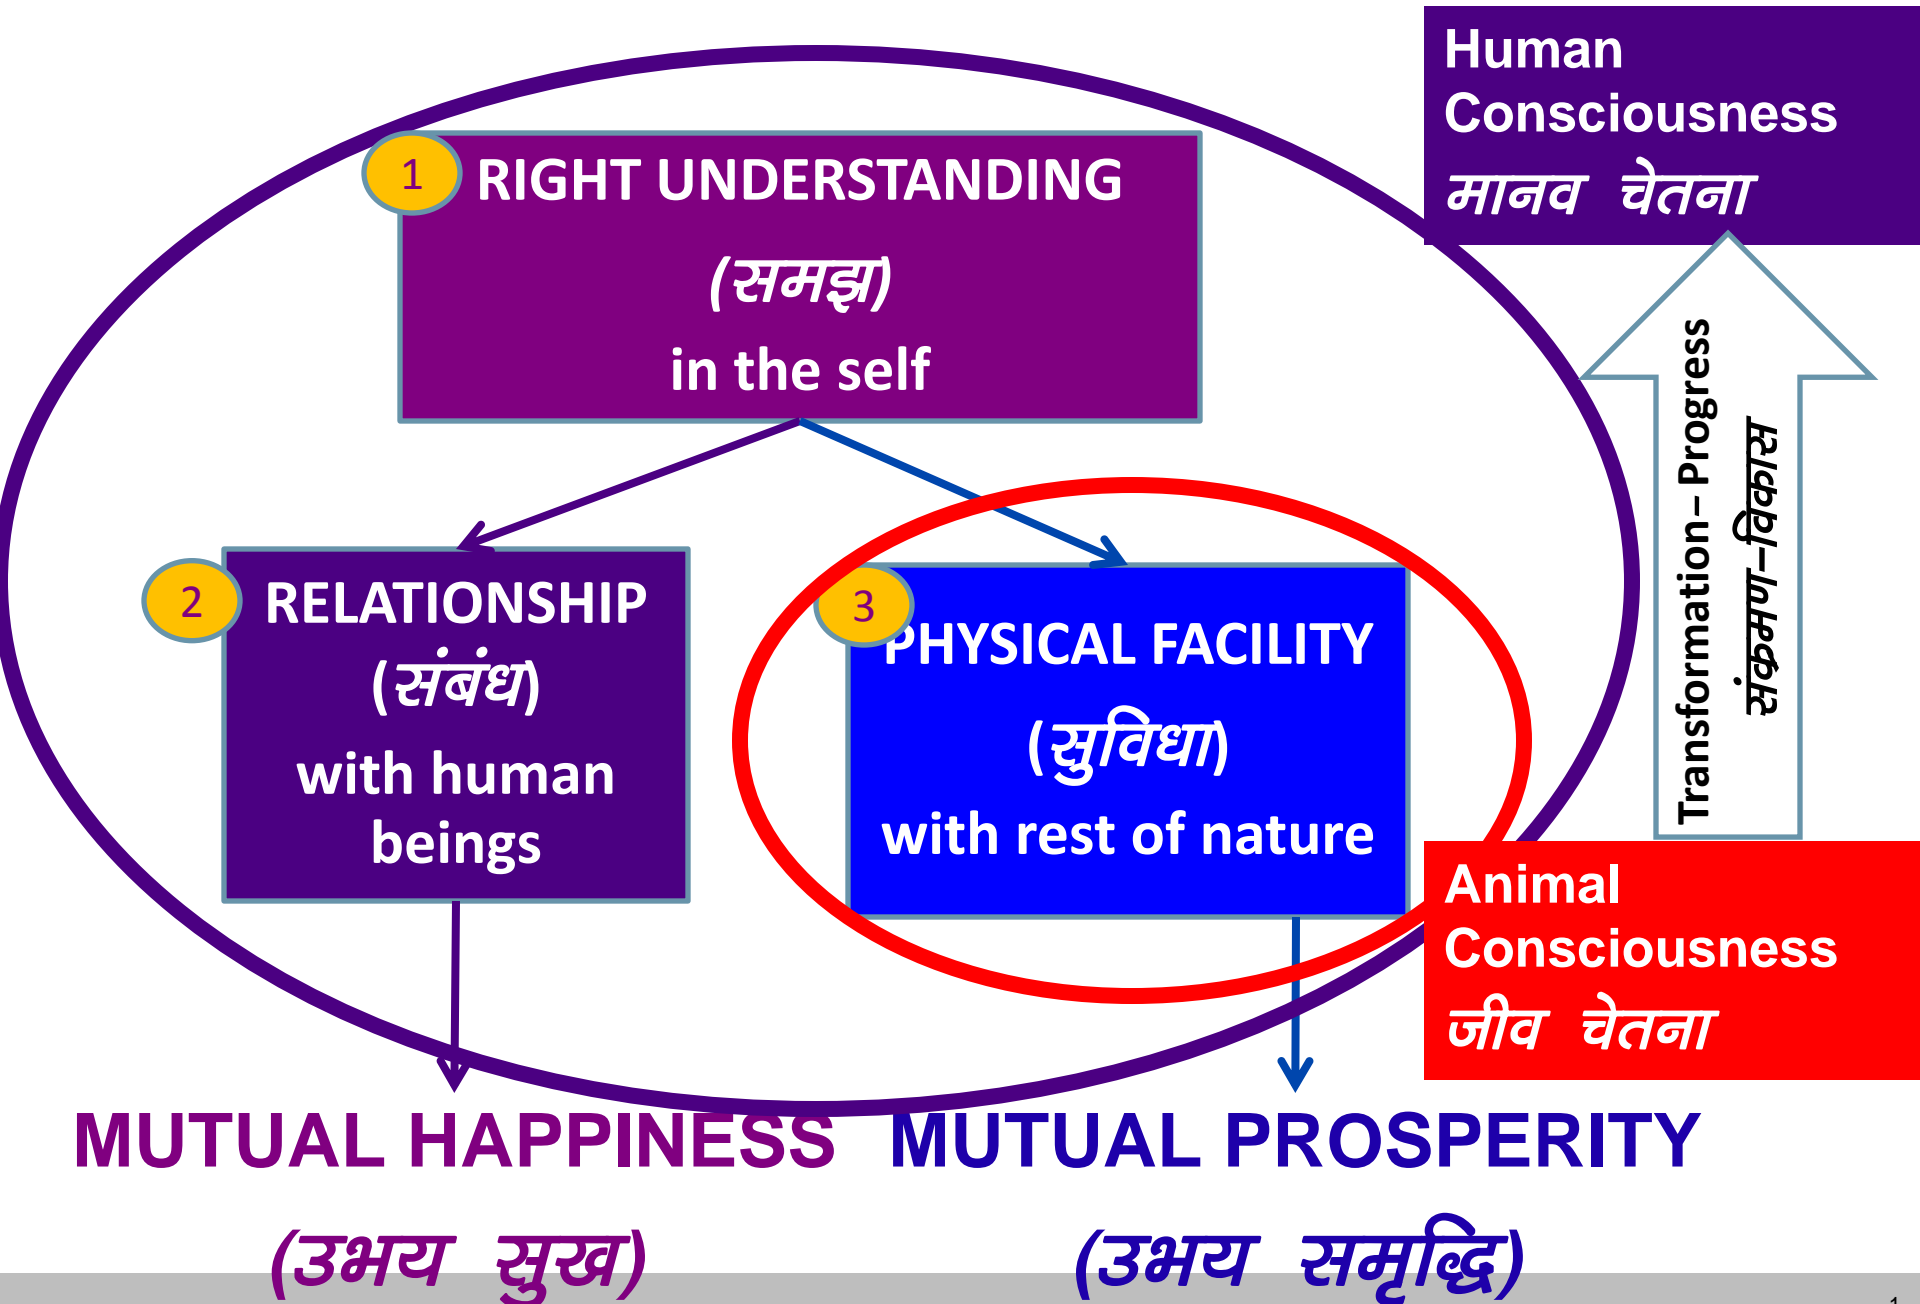 Human
Consciousness
मानव चेतना
1
RIGHT UNDERSTANDING
(समझ)
in the self
2
RELATIONSHIP
(संबंध)
with human
beings
3
PHYSICAL FACILITY
(सुविधा)
with rest of nature
Transformation– Progress
Animal
Consciousness
जीव चेतना
MUTUAL HAPPINESS
(उभय सुख)
MUTUAL PROSPERITY
(उभय समृद्धि)
1